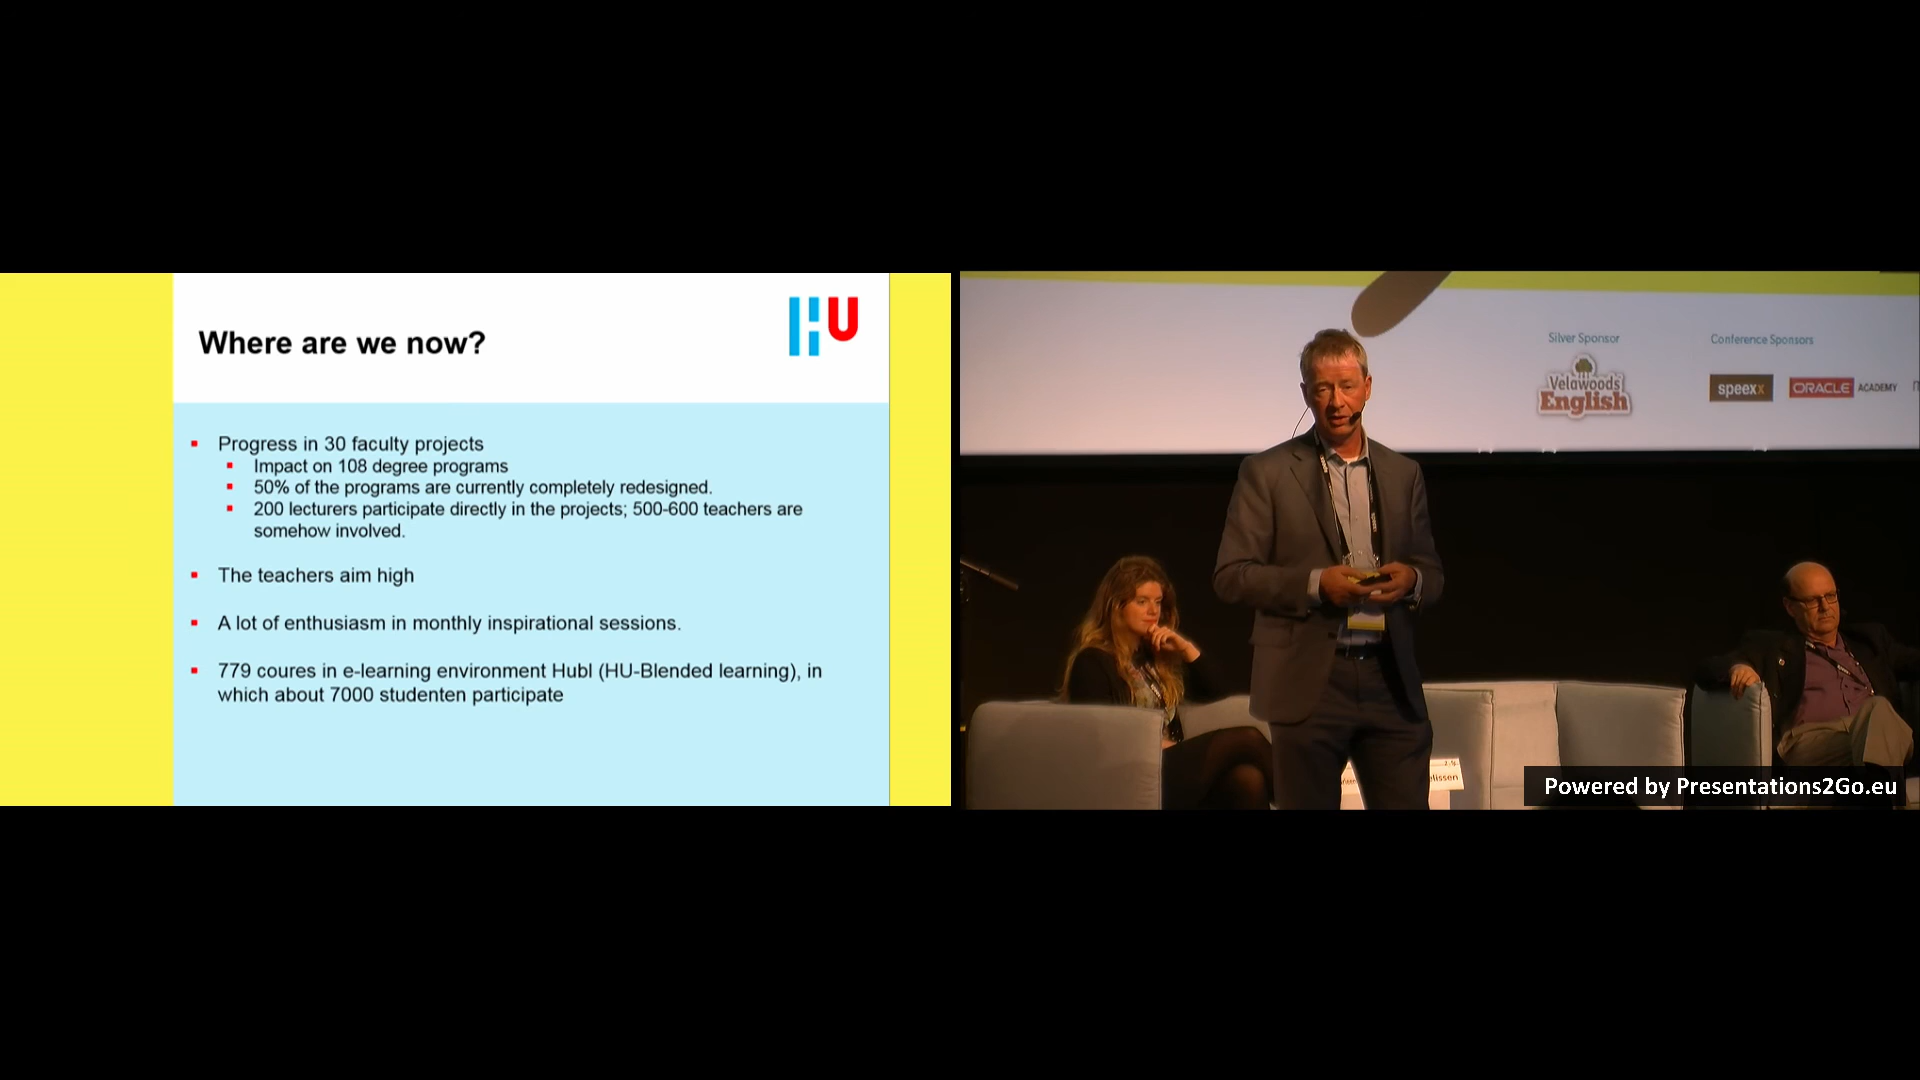 Where are we now?
HU
Progress in 30 faculty projects
Impact on 108 degree programs
50% of the programs are currently completely redesigned.
200 lecturers participate directly in the projects; 500-600 teachers are
somehow involved.
The teachers aim high
A lot of enthusiasm in monthly inspirational sessions.
779 coures in e-learning environment Hubl (HU-Blended learning), in
which about 7000 studenten participate
Silver Sponsor
Velawoods
English
Conference Sponsors
speexx
ORACLE ACADEMY
Powered by Presentations2Go.eu